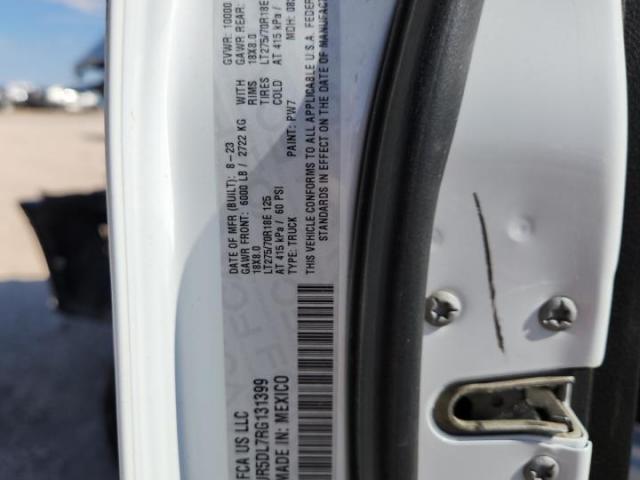 FCA US LLC
DATE OF MFR (BUILT): 8-23
GVWR: 10000
GAWR FRONT: 6000 LB / 2722 KG
WITH
GAWR REAR:
18X8.0
RIMS
18X8.0
LT275/70R18E 125
TIRES
LT275/70R18E
AT 415 kPa / 60 PSI
COLD
AT 415 kPa /
TYPE: TRUCK
PAINT: PW7
MDH:
THIS VEHICLE CONFORMS TO ALL APPLICABLE U.S.A. FEDER
STANDARDS IN EFFECT ON THE DATE OF MANUFAC
UR5DL7RG131399
MADE IN: MEXICO